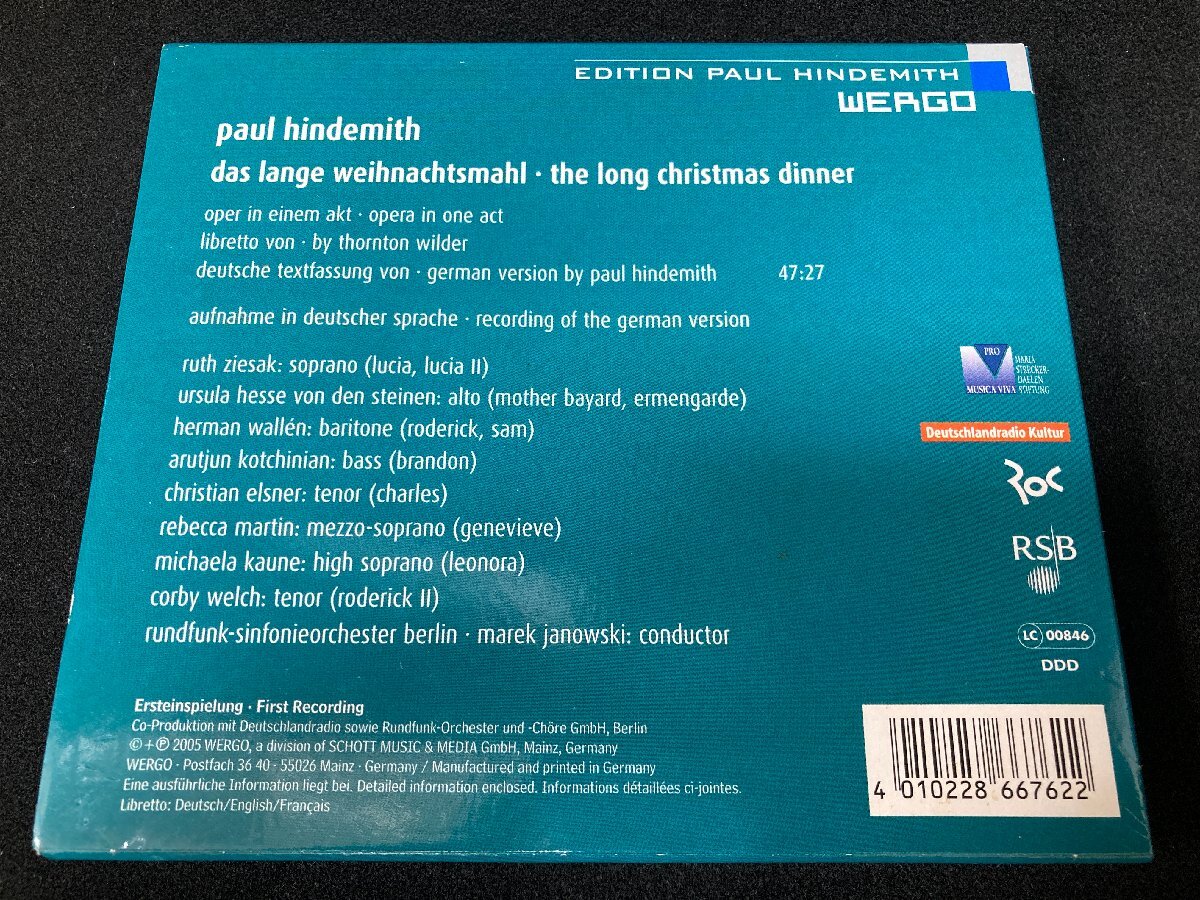 EDITION PAUL HINDEMITH
WERGO
paul hindemith
das lange weihnachtsmahl · the long christmas dinner
oper in einem akt · opera in one act
libretto von · by thornton wilder
deutsche textfassung von · german version by paul hindemith 47:27
aufnahme in deutscher sprache · recording of the german version
ruth ziesak: soprano (lucia, lucia II)
ursula hesse von den steinen: alto (mother bayard, ermengarde)
herman wallén: baritone (roderick, sam)
arutjun kotchinian: bass (brandon)
christian elsner: tenor (charles)
rebecca martin: mezzo-soprano (genevieve)
michaela kaune: high soprano (leonora)
corby welch: tenor (roderick II)
rundfunk-sinfonieorchester berlin · marek janowski: conductor
PRO
MUSICA VIVA
MARIA
STRECKER-
DAELEN
STIFTUNG
Deutschlandradio Kultur
roc
RSB
LC 00846
DDD
Ersteinspielung · First Recording
Co-Produktion mit Deutschlandradio sowie Rundfunk-Orchester und -Chöre GmbH, Berlin
© + ℗ 2005 WERGO, a division of SCHOTT MUSIC & MEDIA GmbH, Mainz, Germany
WERGO · Postfach 36 40 · 55026 Mainz · Germany / Manufactured and printed in Germany
Eine ausführliche Information liegt bei. Detailed information enclosed. Informations détaillées ci-jointes.
Libretto: Deutsch/English/Français
4 010228 667622